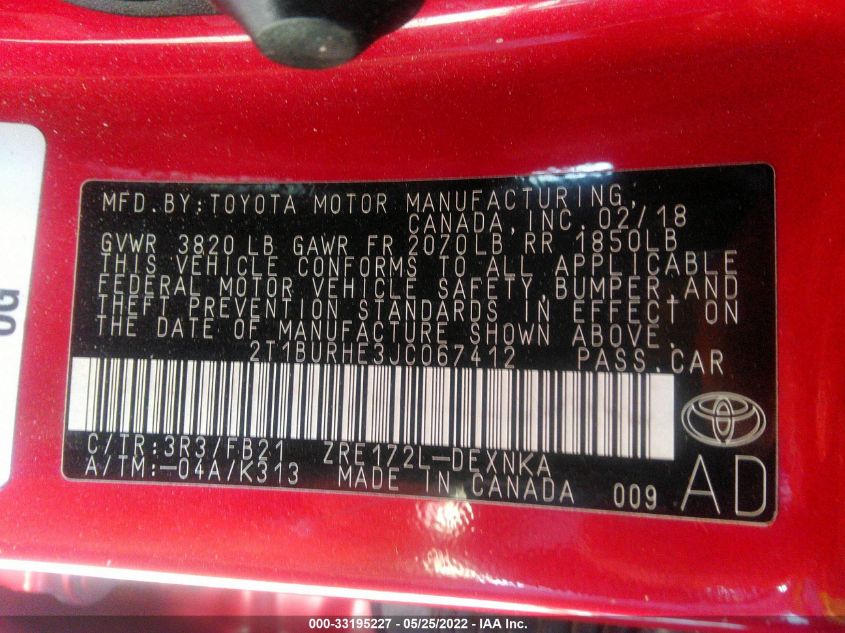 MFD.BY:TOYOTA MOTOR MANUFACTURING,
CANADA,INC. 02/18
GVWR 3820 LB GAWR FR 2070LB RR 1850LB
THIS VEHICLE CONFORMS TO ALL APPLICABLE
FEDERAL MOTOR VEHICLE SAFETY,BUMPER AND
THEFT PREVENTION STANDARDS IN EFFECT ON
THE DATE OF MANUFACTURE SHOWN ABOVE.
2T1BURHE3JC067412 PASS.CAR
C/TR:3R3/FB21 ZRE172L-DEXNKA
A/TM:-04A/K313 MADE IN CANADA 009 AD
000-33195227 - 05/25/2022 - IAA Inc.